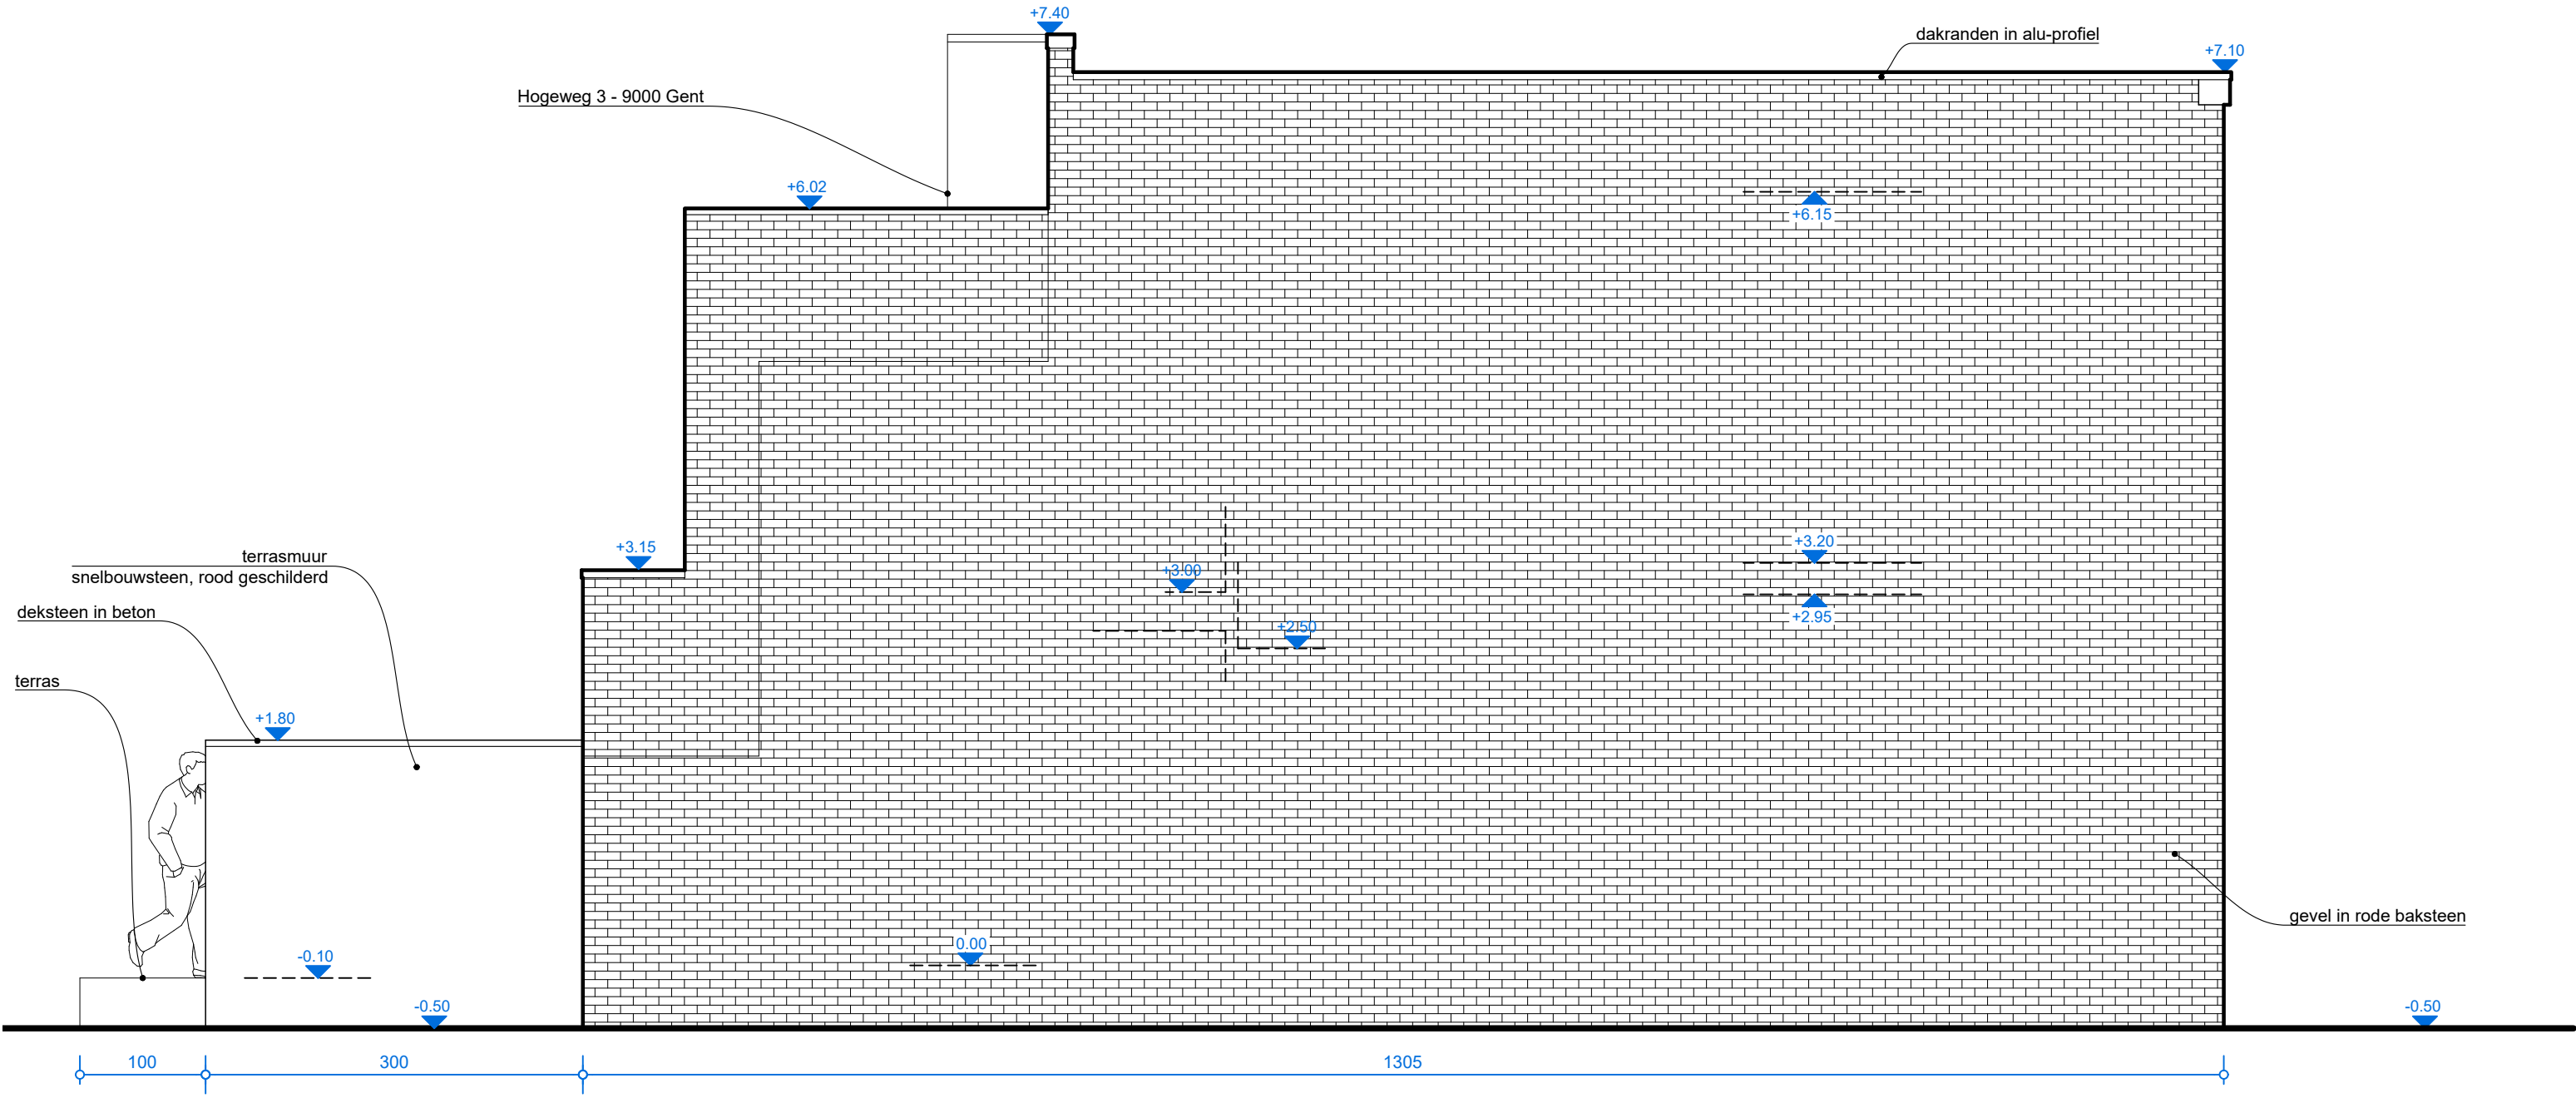 +7.40
dakranden in alu-profiel
+7.10
Hogeweg 3 - 9000 Gent
+6.02
+6.15
+3.15
+3.20
terrasmuur
snelbouwsteen, rood geschilderd
+3.00
deksteen in beton
+2.95
+2.50
terras
+1.80
gevel in rode baksteen
0.00
-0.10
-0.50
-0.50
100
300
1305